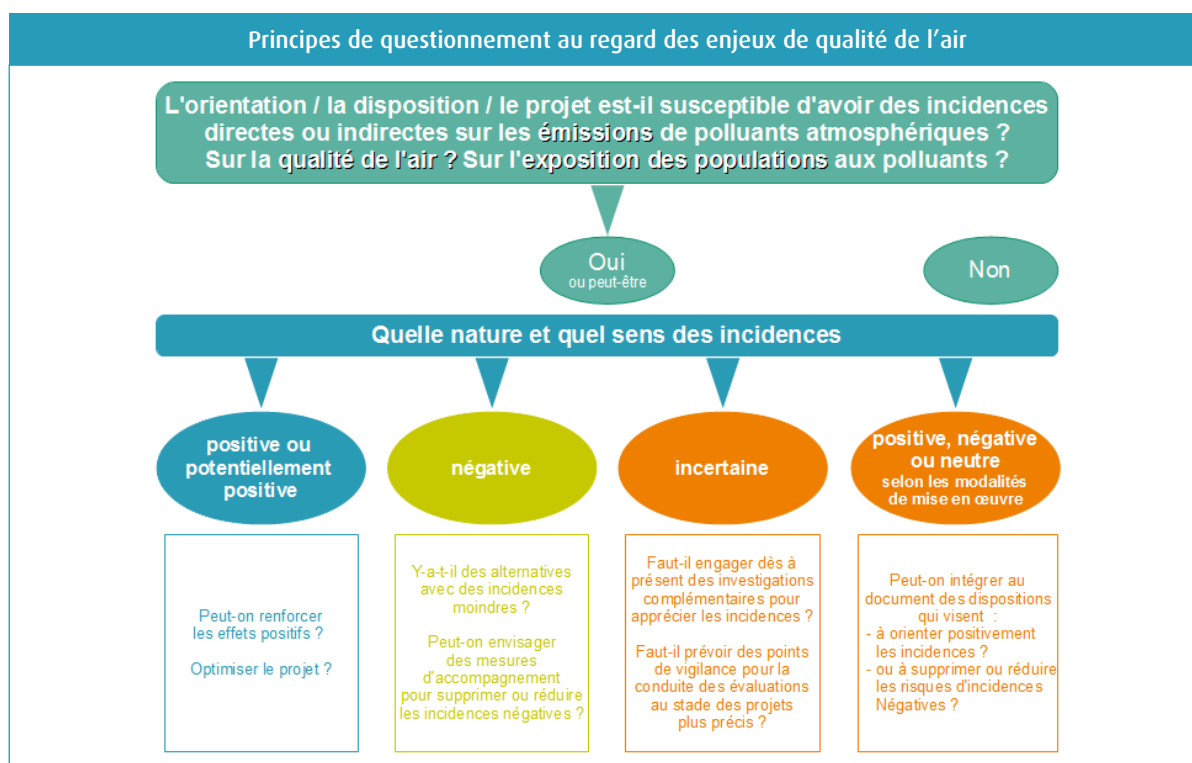 Principes de questionnement au regard des enjeux de qualité de l'air
L'orientation / la disposition / le projet est-il susceptible d'avoir des incidences
directes ou indirectes sur les émissions de polluants atmosphériques ?
Sur la qualité de l'air ? Sur l'exposition des populations aux polluants ?
Oui
ou peut-être
Non
Quelle nature et quel sens des incidences
positive ou
potentiellement
positive
négative
incertaine
positive, négative
ou neutre
selon les modalités
de mise en œuvre
Peut-on renforcer
les effets positifs ?
Optimiser le projet ?
Y-a-t-il des alternatives
avec des incidences
moindres ?
Peut-on envisager
des mesures
d'accompagnement
pour supprimer ou réduire
les incidences négatives ?
Faut-il engager dès à
présent des investigations
complémentaires pour
apprécier les incidences ?
Faut-il prévoir des points
de vigilance pour la
conduite des évaluations
au stade des projets
plus précis ?
Peut-on intégrer au
document des dispositions
qui visent :
- à orienter positivement
les incidences ?
- ou à supprimer ou réduire
les risques d'incidences
Négatives ?